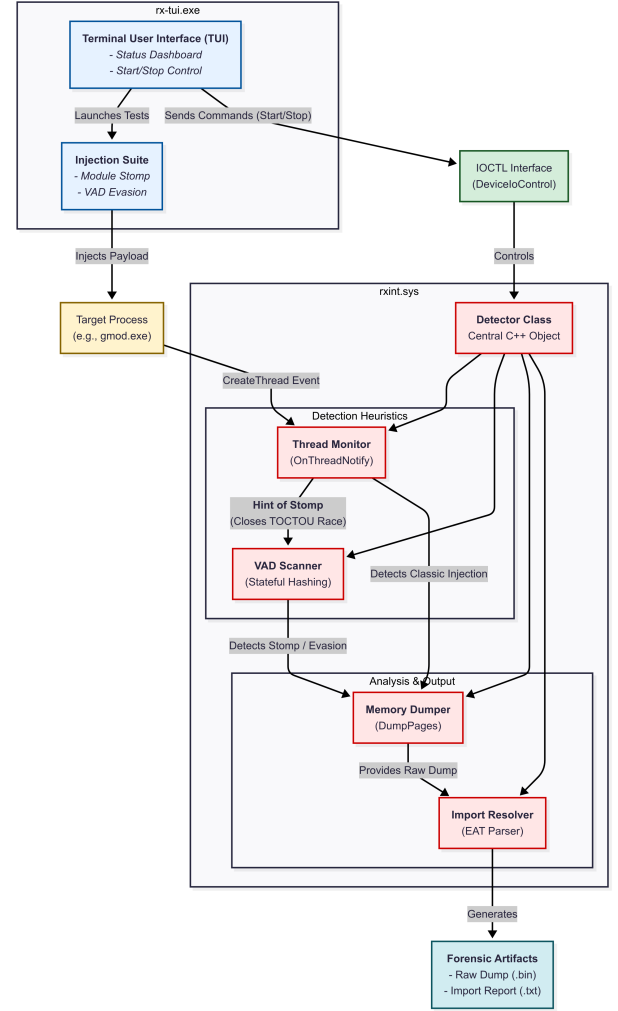 rx-tui.exe
Terminal User Interface (TUI)
- Status Dashboard
- Start/Stop Control
Launches Tests
Sends Commands (Start/Stop)
Injection Suite
- Module Stomp
- VAD Evasion
IOCTL Interface
(DeviceIoControl)
Injects Payload
Controls
rxint.sys
Target Process
(e.g., gmod.exe)
Detector Class
Central C++ Object
CreateThread Event
Detection Heuristics
Thread Monitor
(OnThreadNotify)
Hint of Stomp
(Closes TOCTOU Race)
VAD Scanner
(Stateful Hashing)
Detects Classic Injection
Detects Stomp / Evasion
Analysis & Output
Memory Dumper
(DumpPages)
Provides Raw Dump
Import Resolver
(EAT Parser)
Generates
Forensic Artifacts
- Raw Dump (.bin)
- Import Report (.txt)